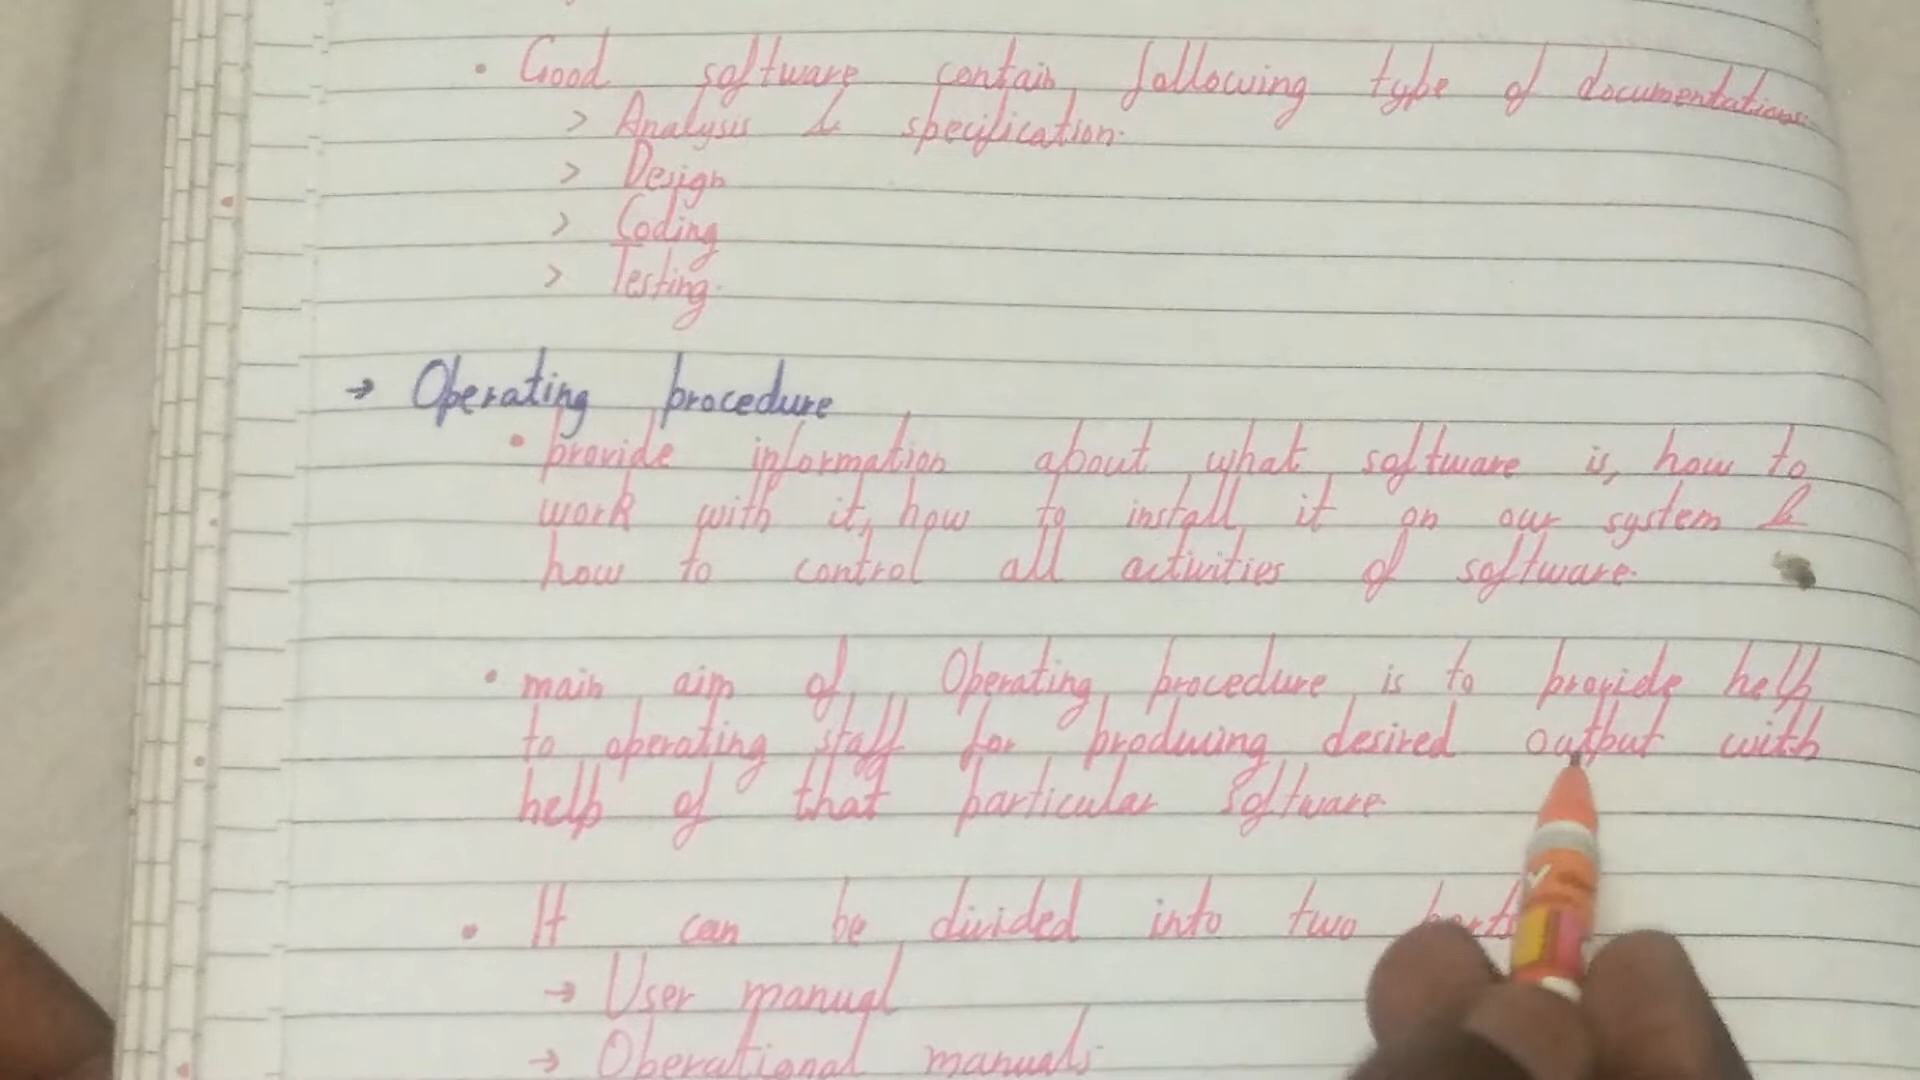 • Good software contain following type of documentations.
> Analysis & specification.
> Design
> Coding
> Testing.
→ Operating procedure
• provide information about what software is, how to
work with it, how to install it on our system &
how to control all activities of software.
• main aim of Operating procedure is to provide help
to operating staff for producing desired output with
help of that particular software.
• It can be divided into two parts
→ User manual
→ Operational manuals.